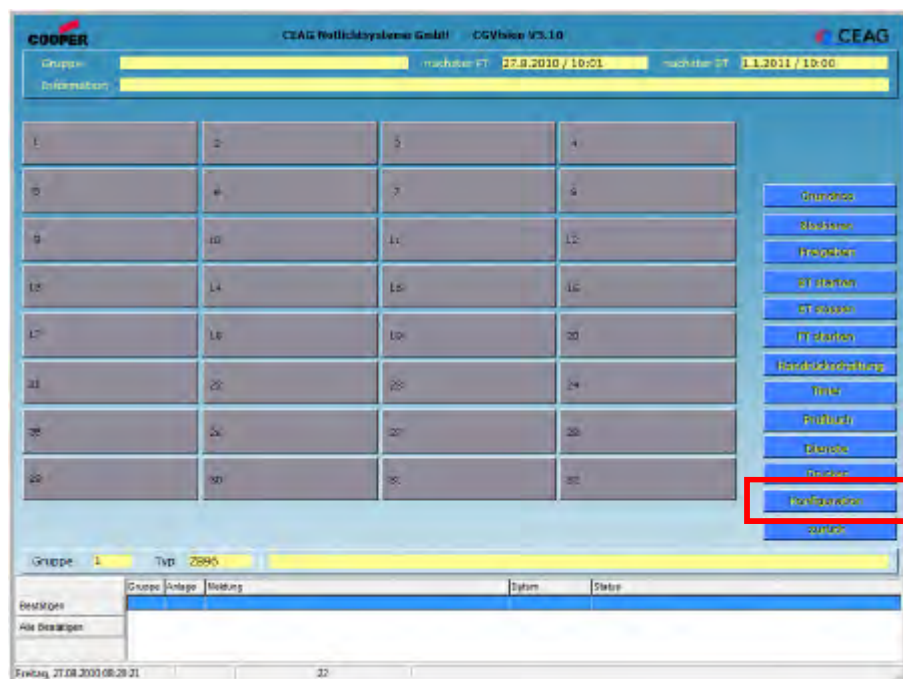 COOPER CEAG Notlichtsysteme GmbH CGVision V3.10 CEAG
Gruppe nächster FT 27.8.2010 / 10:01 nächster BT 1.1.2011 / 10:00
Information
1 2 3 4
5 6 7 8
9 10 11 12
13 14 15 16
17 18 19 20
21 22 23 24
25 26 27 28
29 30 31 32
Blockieren
Freigeben
BT starten
BT stoppen
FT starten
Handrückschaltung
Timer
Prüfbuch
Dienste
Drucken
Konfiguration
zurück
Gruppe 1 Typ ZB96
Gruppe Anlage Meldung Datum Status
Bestätigen
Alle Bestätigen
Freitag, 27.08.2010 08:28:21 22